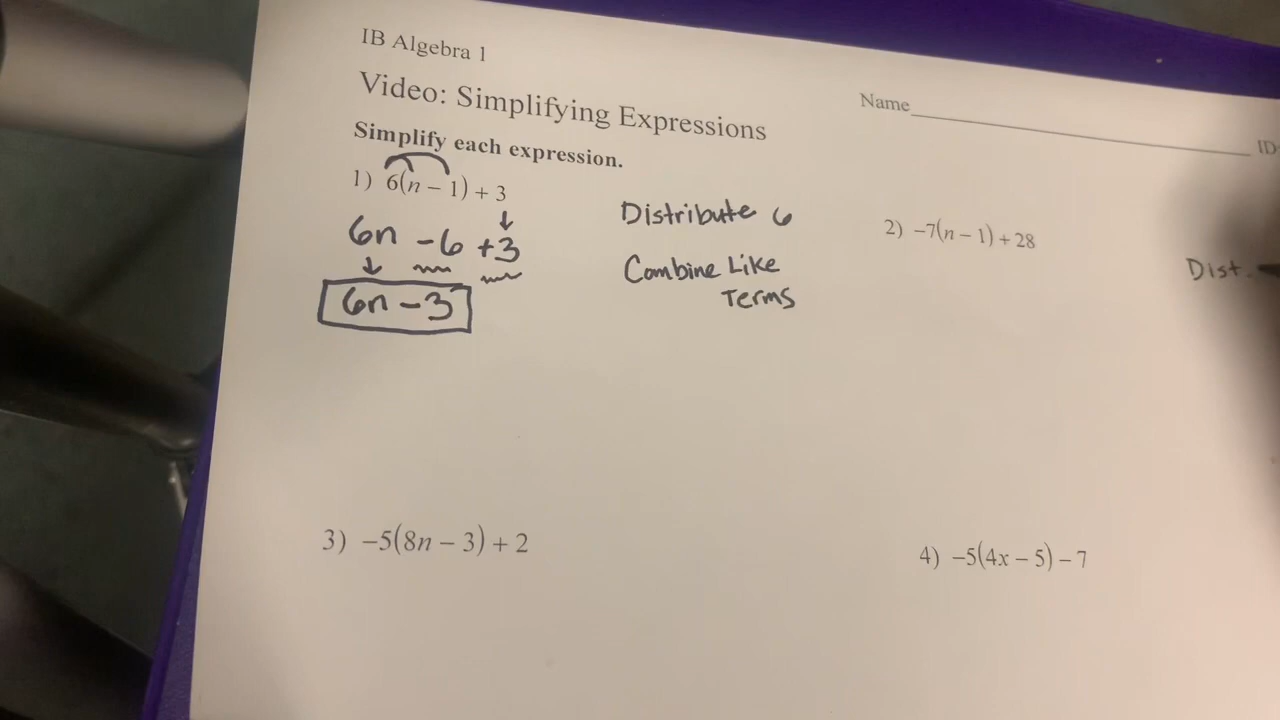 IB Algebra 1
Name
ID
Video: Simplifying Expressions
Simplify each expression.
1) 6(n − 1) + 3
6n − 6 + 3
6n − 3
Distribute 6
Combine Like
Terms
2) −7(n − 1) + 28
Dist.
3) −5(8n − 3) + 2
4) −5(4x − 5) − 7